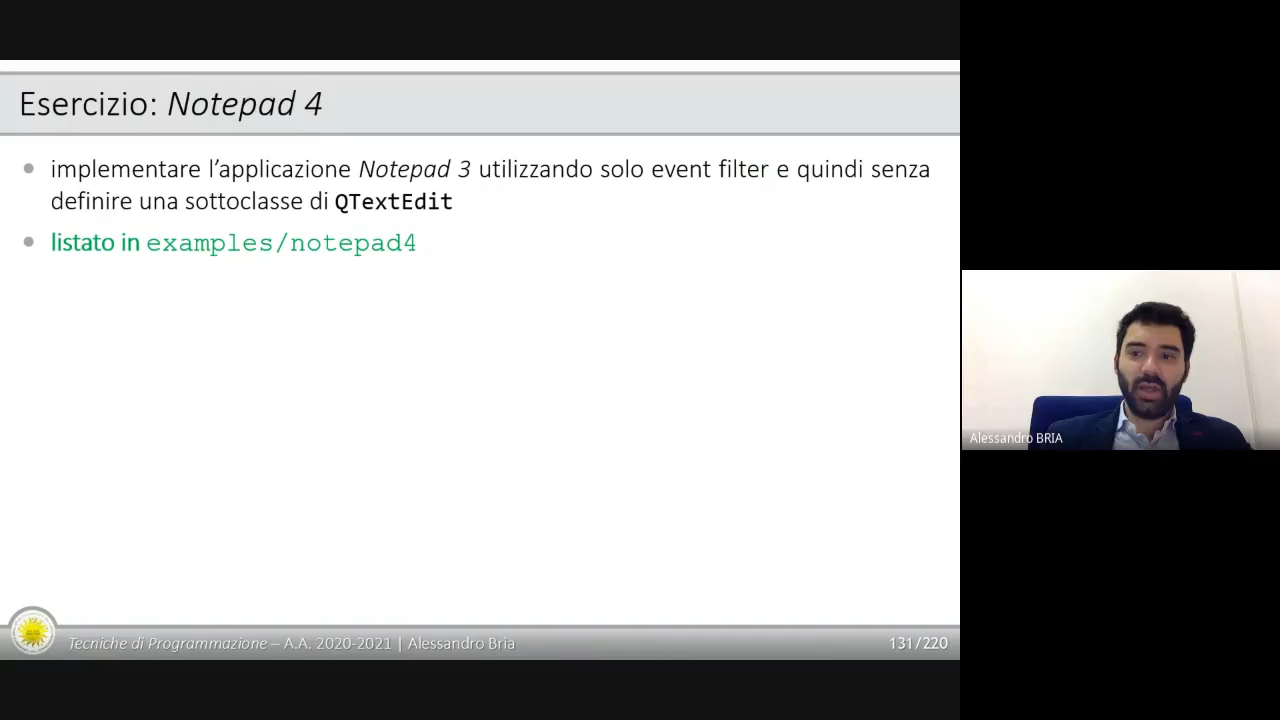 Esercizio: Notepad 4
implementare l’applicazione Notepad 3 utilizzando solo event filter e quindi senza
definire una sottoclasse di QTextEdit
listato in examples/notepad4
Alessandro BRIA
Tecniche di Programmazione – A.A. 2020-2021 | Alessandro Bria
131/220